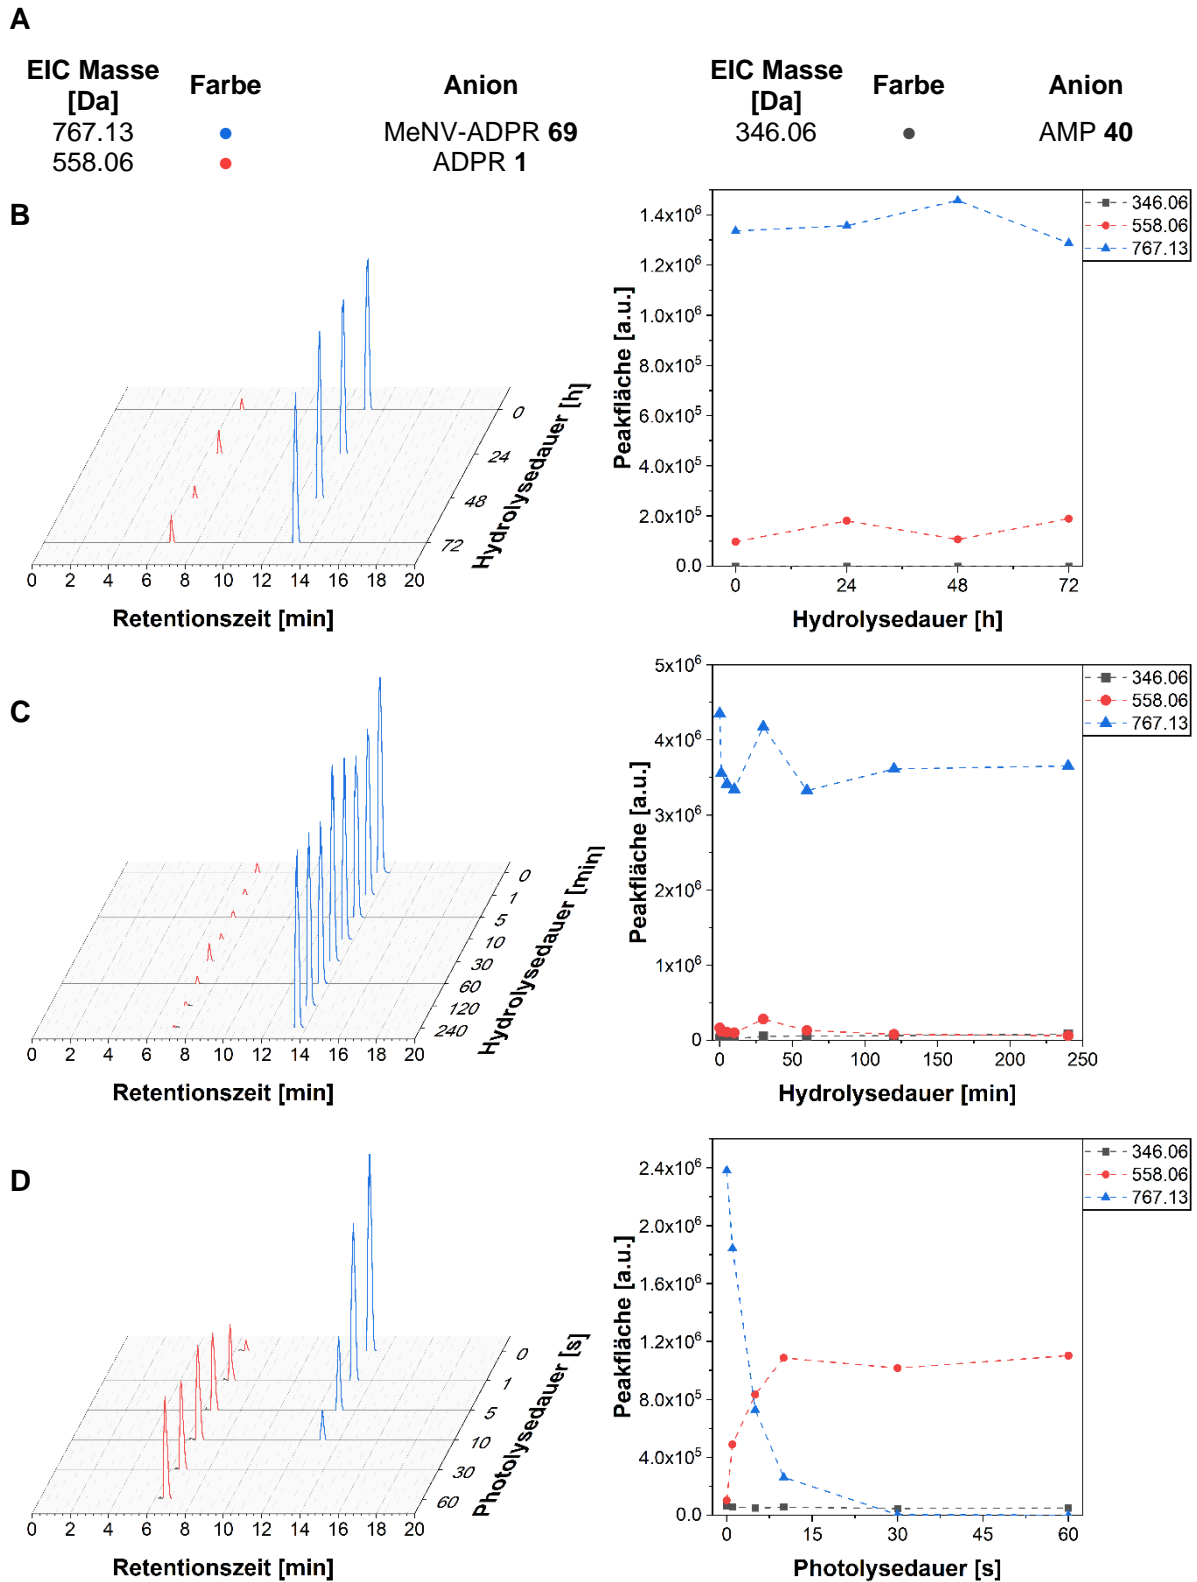 A
EIC Masse [Da] Farbe Anion
767.13 MeNV-ADPR 69
558.06 ADPR 1
EIC Masse [Da] Farbe Anion
346.06 AMP 40
B
0
24
48
72
Hydrolysedauer [h]
0 2 4 6 8 10 12 14 16 18 20
Retentionszeit [min]
346.06
558.06
767.13
1.4x10⁶
1.2x10⁶
1.0x10⁶
8.0x10⁵
6.0x10⁵
4.0x10⁵
2.0x10⁵
0.0
Peakfläche [a.u.]
0 24 48 72
Hydrolysedauer [h]
C
0
1
5
10
30
60
120
240
Hydrolysedauer [min]
0 2 4 6 8 10 12 14 16 18 20
Retentionszeit [min]
346.06
558.06
767.13
5x10⁶
4x10⁶
3x10⁶
2x10⁶
1x10⁶
0
Peakfläche [a.u.]
0 50 100 150 200 250
Hydrolysedauer [min]
D
0
1
5
10
30
60
Photolysedauer [s]
0 2 4 6 8 10 12 14 16 18 20
Retentionszeit [min]
346.06
558.06
767.13
2.4x10⁶
2.0x10⁶
1.6x10⁶
1.2x10⁶
8.0x10⁵
4.0x10⁵
0.0
Peakfläche [a.u.]
0 15 30 45 60
Photolysedauer [s]